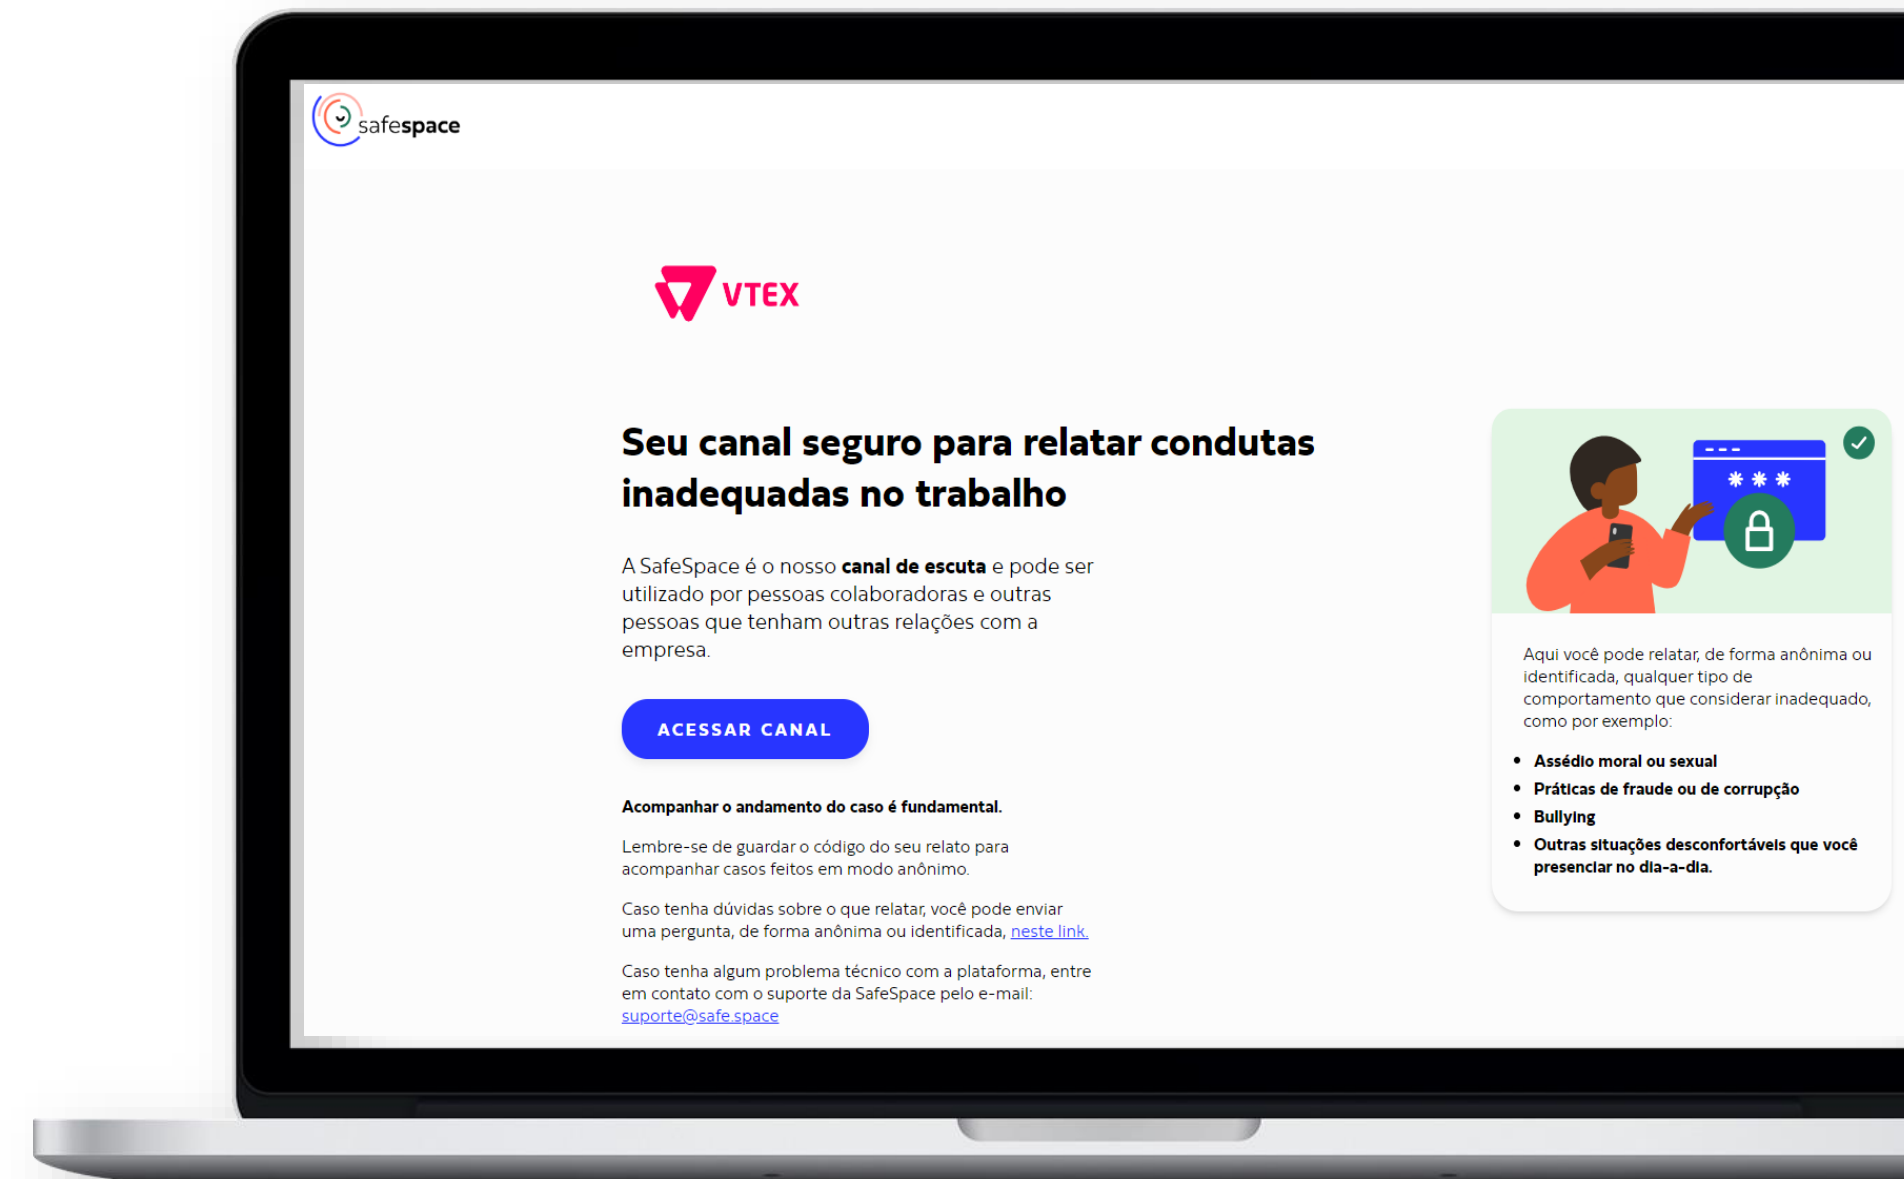 safespace
VTEX
Seu canal seguro para relatar condutas
inadequadas no trabalho
A SafeSpace é o nosso canal de escuta e pode ser
utilizado por pessoas colaboradoras e outras
pessoas que tenham outras relações com a
empresa.
ACESSAR CANAL
Acompanhar o andamento do caso é fundamental.
Lembre-se de guardar o código do seu relato para
acompanhar casos feitos em modo anônimo.
Caso tenha dúvidas sobre o que relatar, você pode enviar
uma pergunta, de forma anônima ou identificada, neste link.
Caso tenha algum problema técnico com a plataforma, entre
em contato com o suporte da SafeSpace pelo e-mail:
suporte@safe.space
* * *
Aqui você pode relatar, de forma anônima ou
identificada, qualquer tipo de
comportamento que considerar inadequado,
como por exemplo:
• Assédio moral ou sexual
• Práticas de fraude ou de corrupção
• Bullying
• Outras situações desconfortáveis que você
presenciar no dia-a-dia.